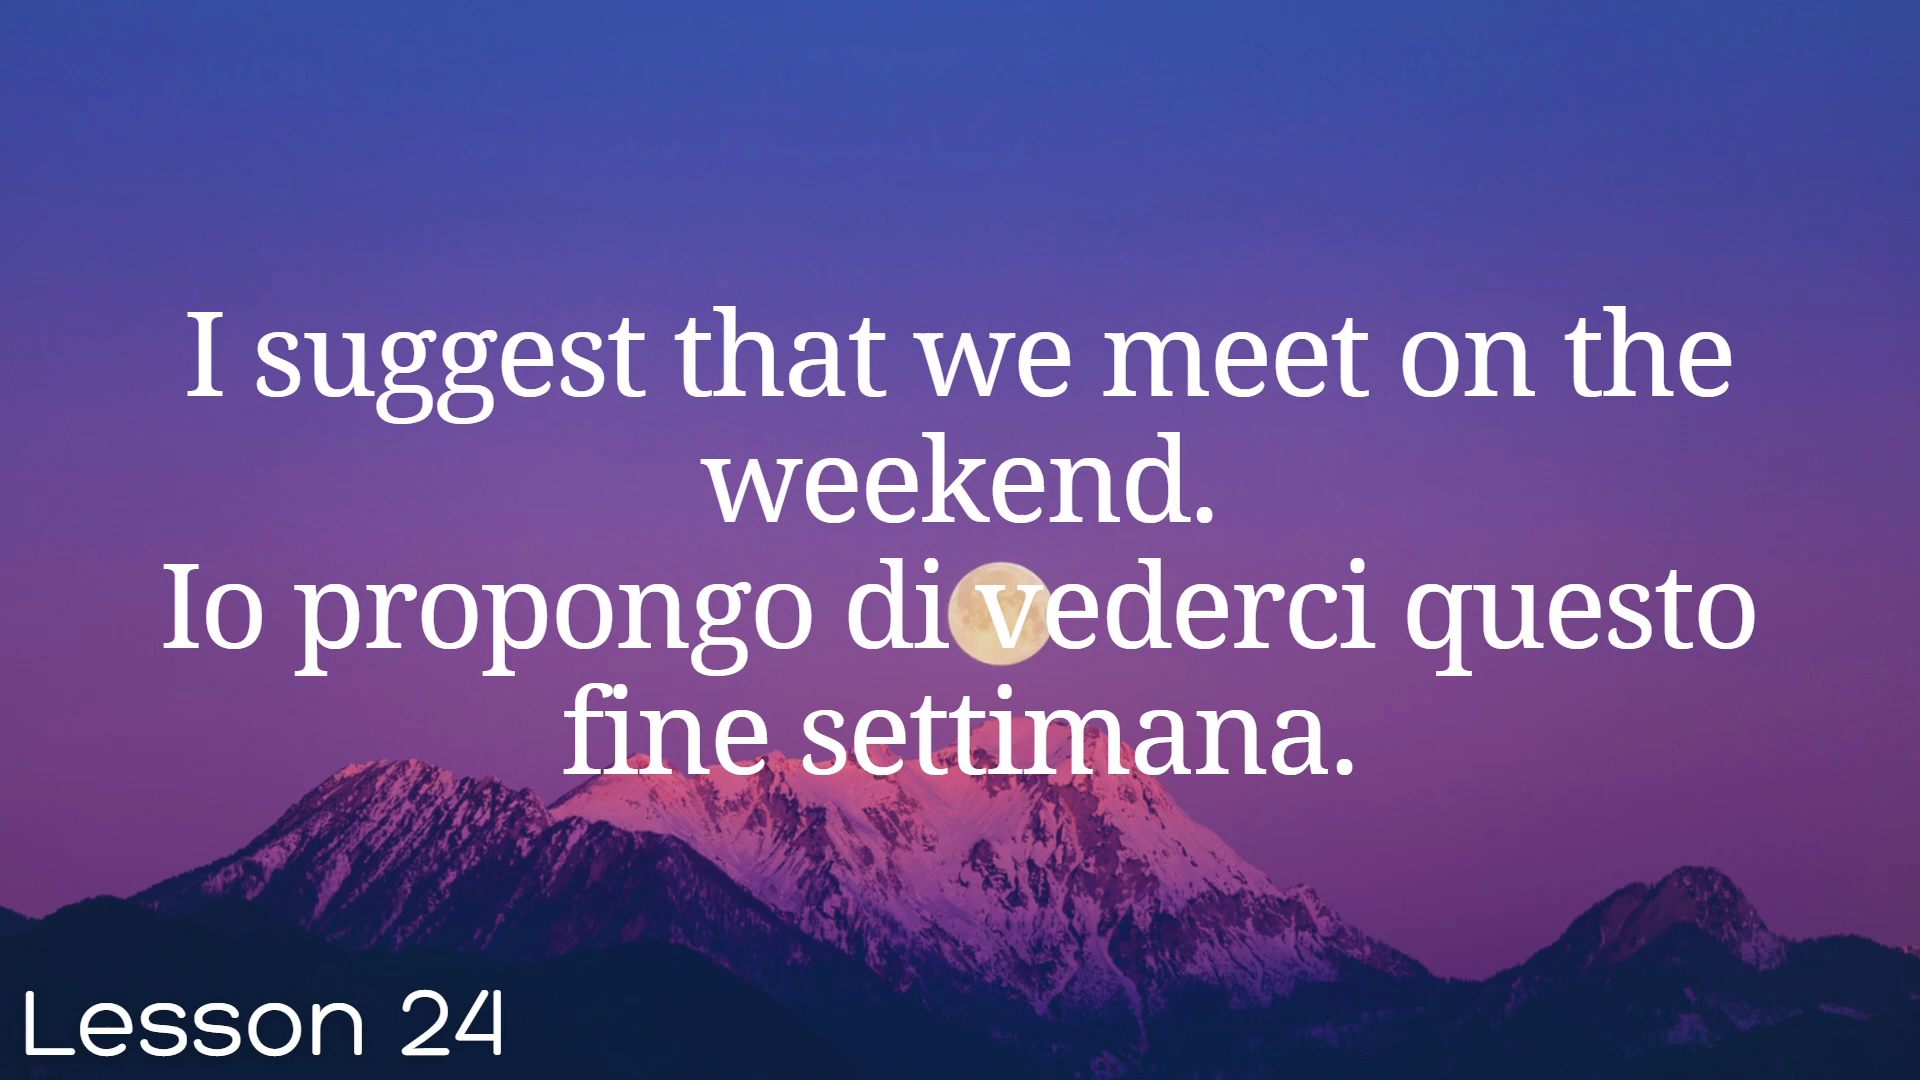 I suggest that we meet on the
weekend.
Io propongo di vederci questo
fine settimana.
Lesson 24